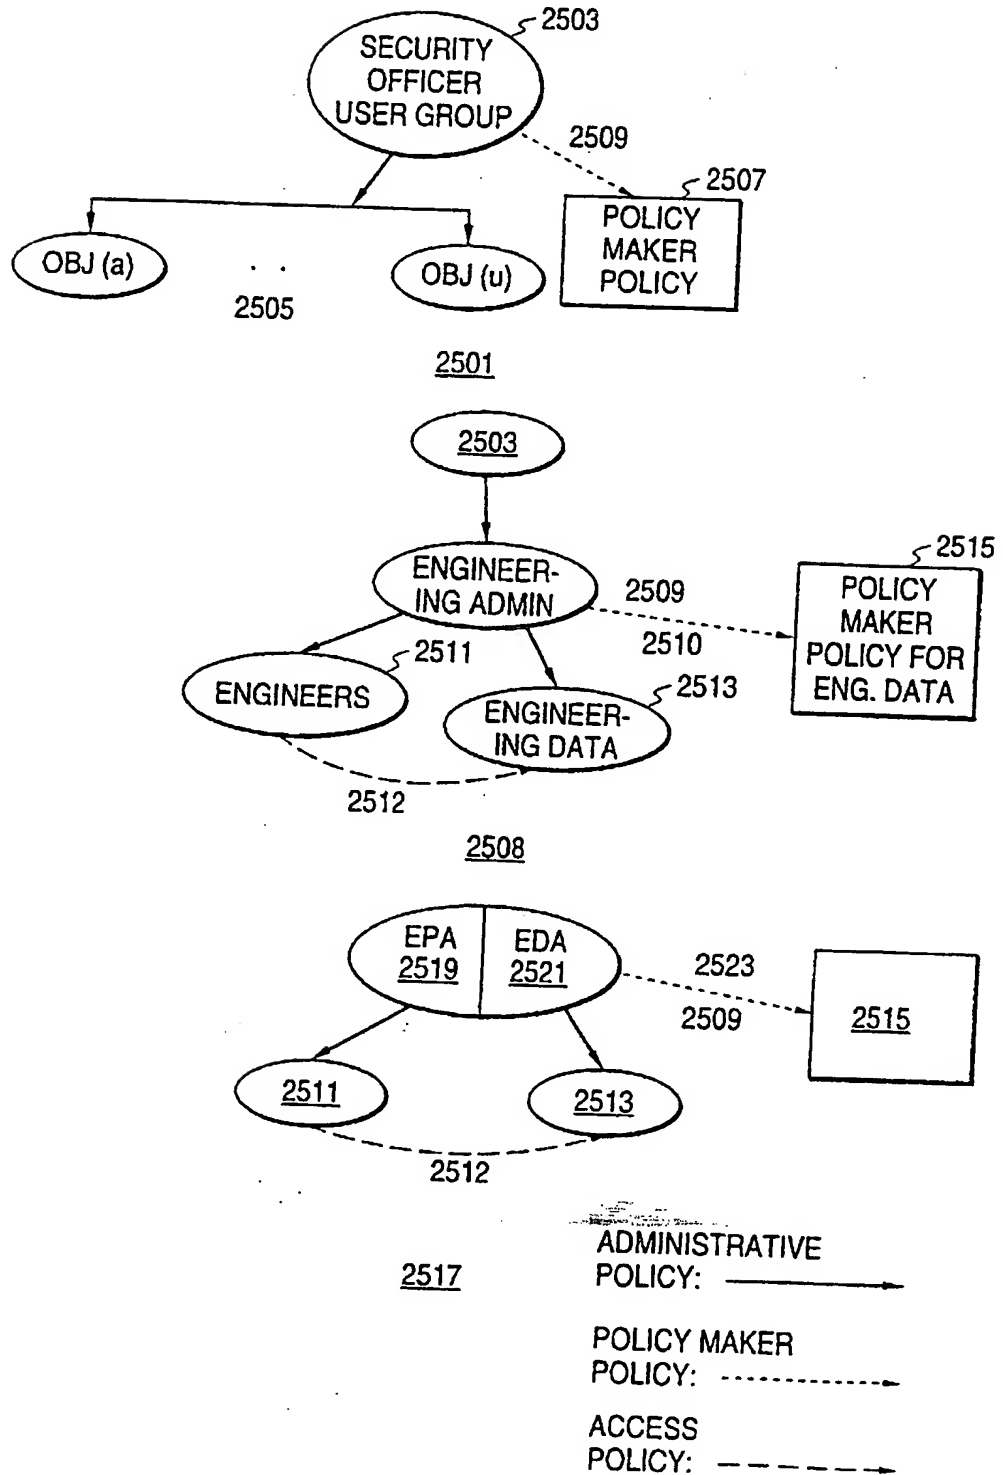 2503
SECURITY
OFFICER
USER GROUP
2509
2507
POLICY
MAKER
POLICY
OBJ (a)
. .
OBJ (u)
2505
2501
2503
ENGINEER-
ING ADMIN
2509
2510
2515
POLICY
MAKER
POLICY FOR
ENG. DATA
2511
ENGINEERS
2513
ENGINEER-
ING DATA
2512
2508
EPA
2519
EDA
2521
2523
2509
2515
2511
2513
2512
2517
ADMINISTRATIVE
POLICY:
POLICY MAKER
POLICY:
ACCESS
POLICY: